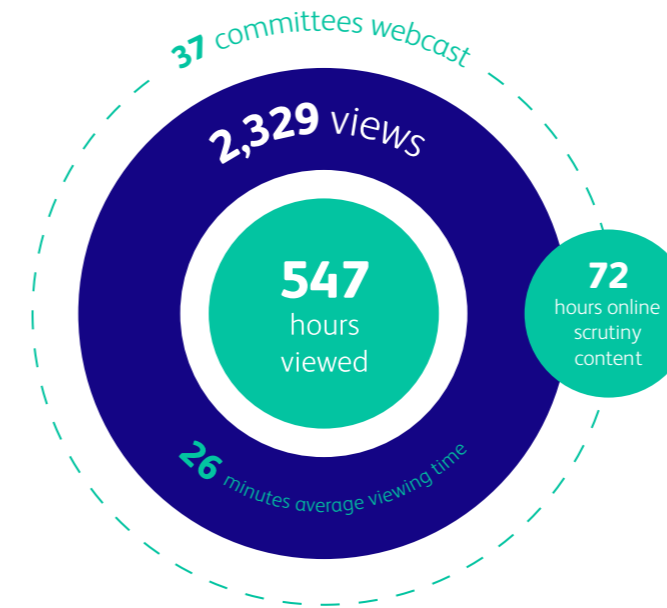 37 committees webcast
2,329 views
547
hours
viewed
72
hours online
scrutiny
content
26 minutes average viewing time